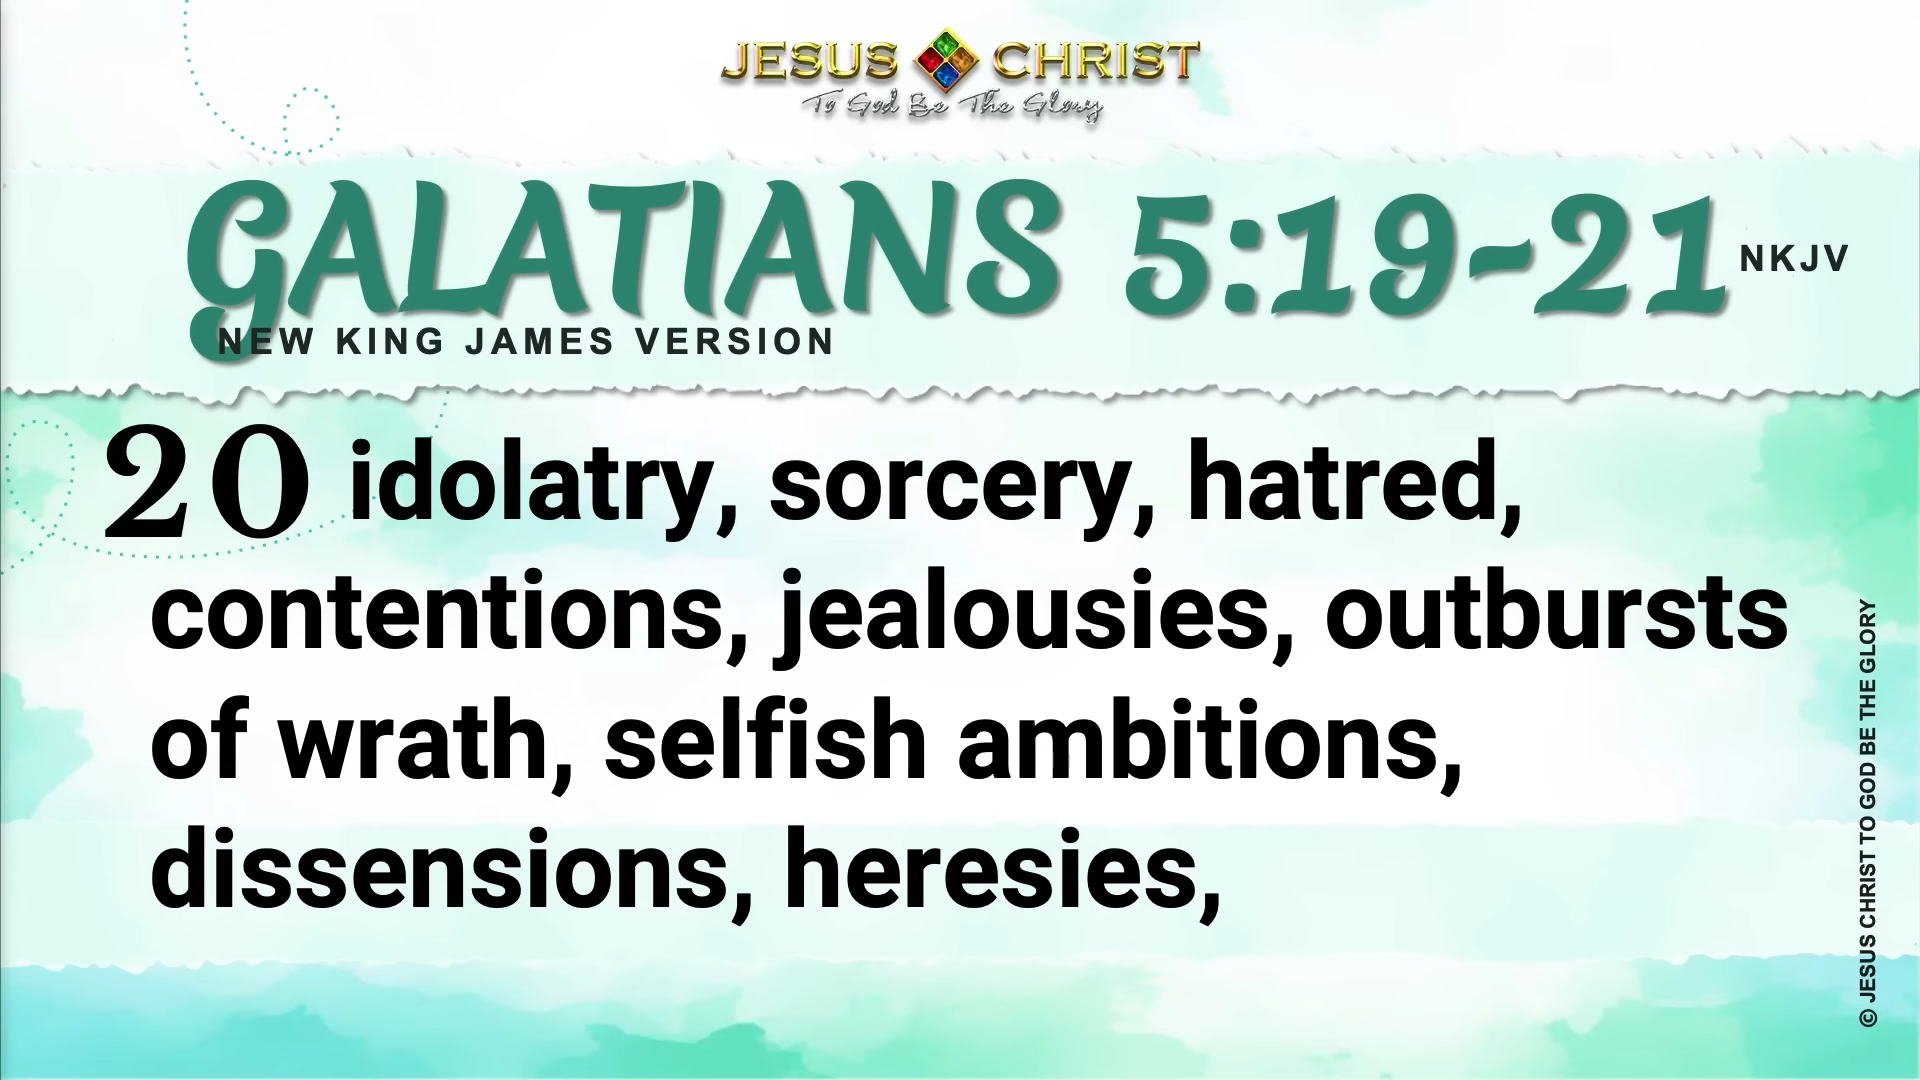 JESUS CHRIST
To God Be The Glory
GALATIANS 5:19-21 NKJV
NEW KING JAMES VERSION
20 idolatry, sorcery, hatred,
contentions, jealousies, outbursts
of wrath, selfish ambitions,
dissensions, heresies,
© JESUS CHRIST TO GOD BE THE GLORY